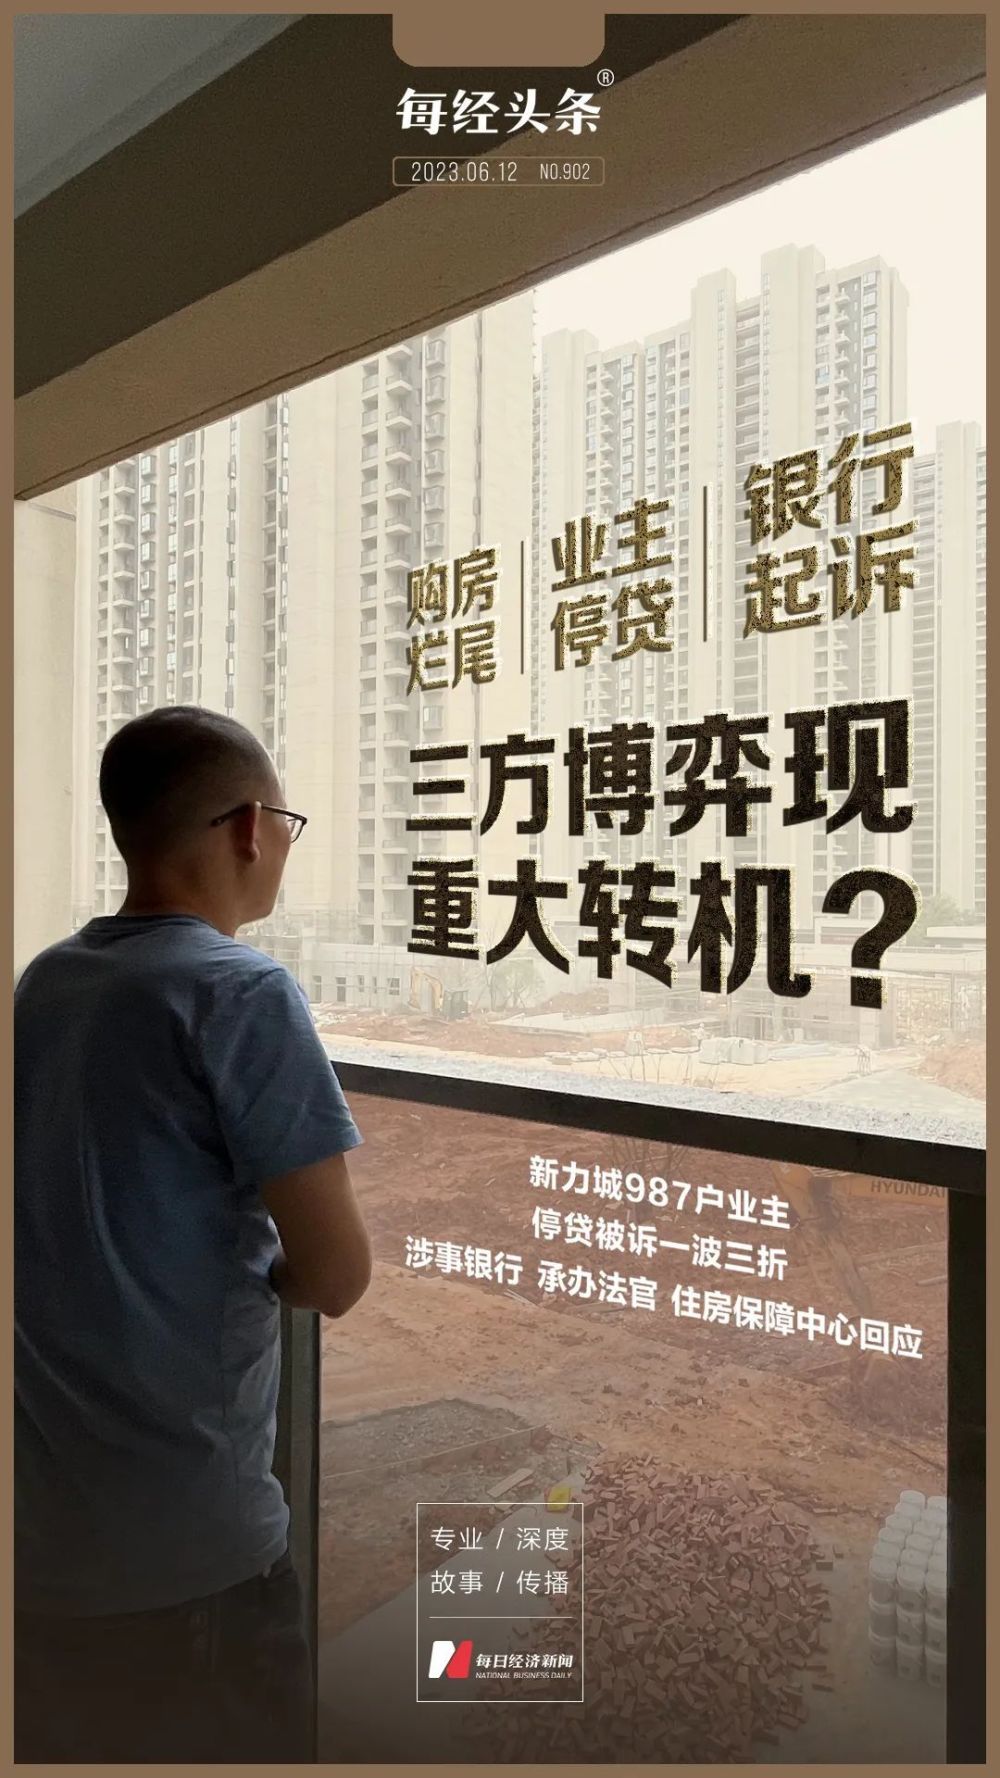 每经头条®
2023.06.12 NO.902
购房 | 业主 | 银行
烂尾 | 停贷 | 起诉
三方博弈现
重大转机?
新力城987户业主
停贷被诉一波三折
涉事银行 承办法官 住房保障中心回应
HYUNDAI
专业 / 深度
故事 / 传播
每日经济新闻
NATIONAL BUSINESS DAILY